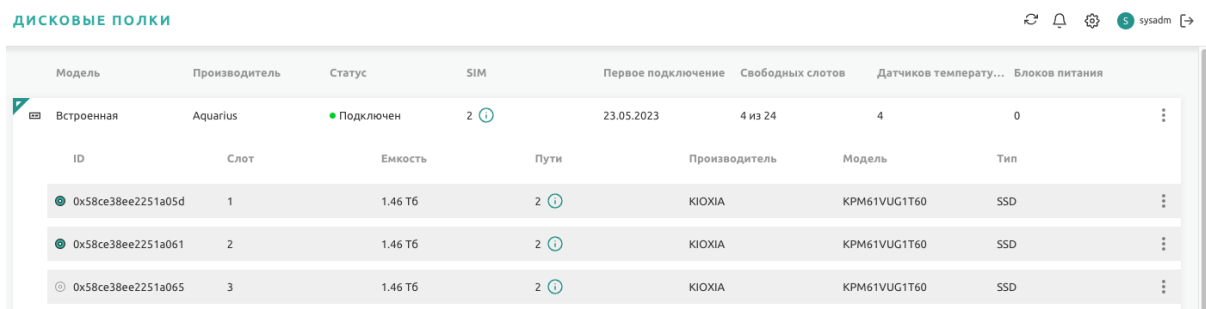 ДИСКОВЫЕ ПОЛКИ S sysadm
Модель Производитель Статус SIM Первое подключение Свободных слотов Датчиков температу... Блоков питания
Встроенная Aquarius Подключен 2 23.05.2023 4 из 24 4 0
ID Слот Емкость Пути Производитель Модель Тип
0x58ce38ee2251a05d 1 1.46 Тб 2 KIOXIA KPM61VUG1T60 SSD
0x58ce38ee2251a061 2 1.46 Тб 2 KIOXIA KPM61VUG1T60 SSD
0x58ce38ee2251a065 3 1.46 Тб 2 KIOXIA KPM61VUG1T60 SSD